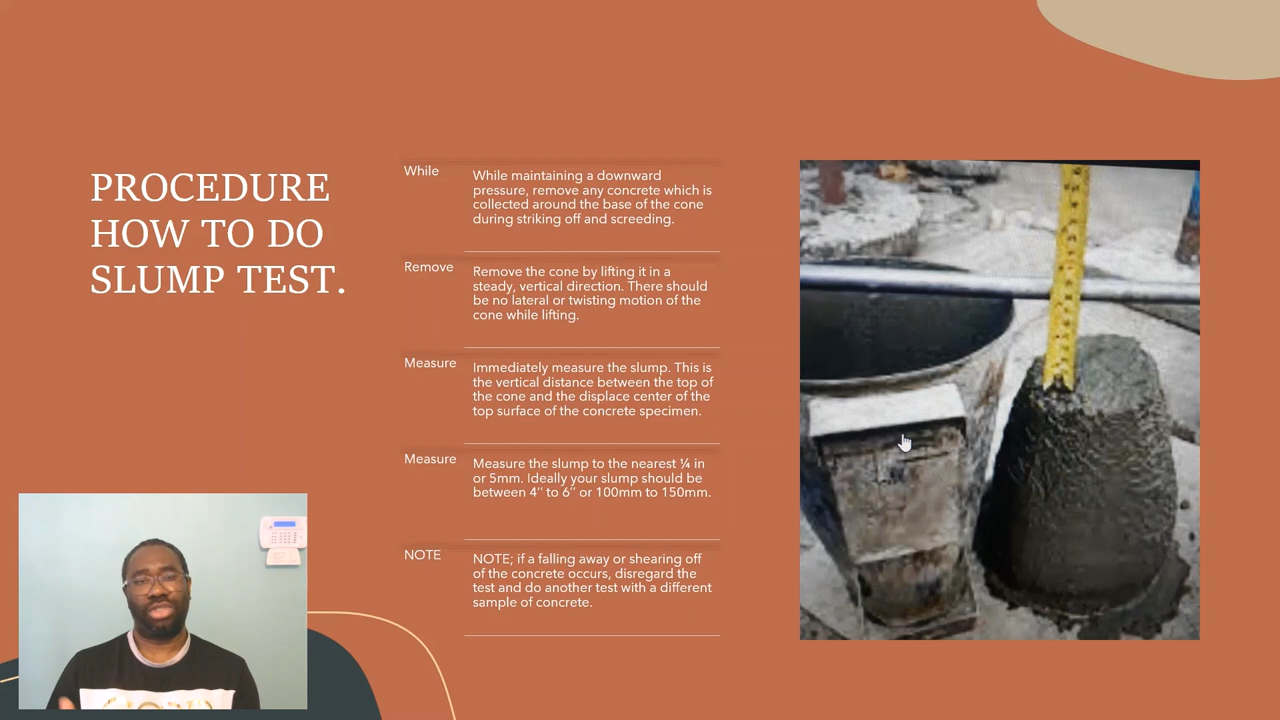 PROCEDURE
HOW TO DO
SLUMP TEST.
While
While maintaining a downward
pressure, remove any concrete which is
collected around the base of the cone
during striking off and screeding.
Remove
Remove the cone by lifting it in a
steady, vertical direction. There should
be no lateral or twisting motion of the
cone while lifting.
Measure
Immediately measure the slump. This is
the vertical distance between the top of
the cone and the displace center of the
top surface of the concrete specimen.
Measure
Measure the slump to the nearest ¼ in
or 5mm. Ideally your slump should be
between 4’’ to 6’’ or 100mm to 150mm.
NOTE
NOTE; if a falling away or shearing off
of the concrete occurs, disregard the
test and do another test with a different
sample of concrete.